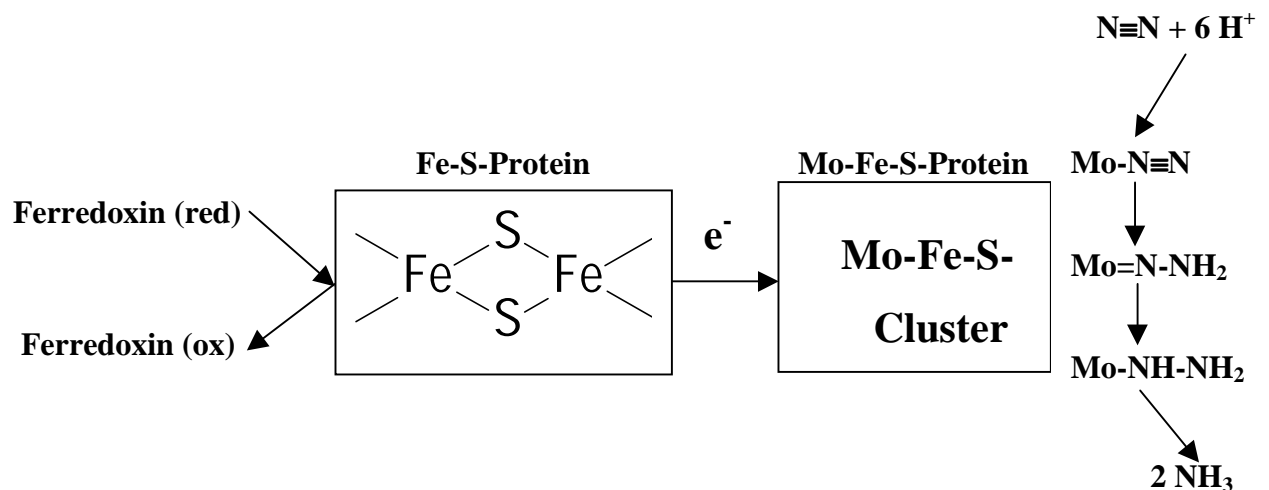 N≡N + 6 H⁺
Fe-S-Protein
Mo-Fe-S-Protein
Mo-N≡N
Ferredoxin (red)
S
Fe Fe
S
e⁻
Mo-Fe-S-
Cluster
Mo=N-NH₂
Ferredoxin (ox)
Mo-NH-NH₂
2 NH₃